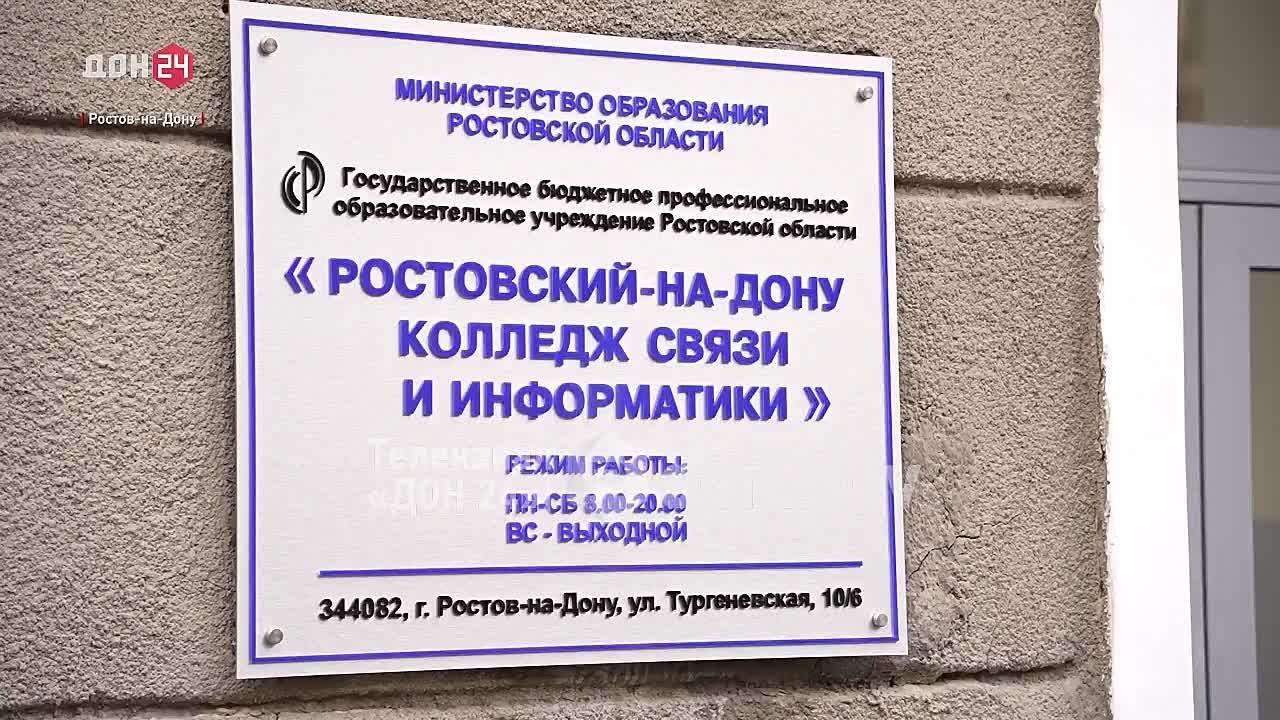 ДОН 24
Ростов-на-Дону
МИНИСТЕРСТВО ОБРАЗОВАНИЯ
РОСТОВСКОЙ ОБЛАСТИ
Государственное бюджетное профессиональное
образовательное учреждение Ростовской области
« РОСТОВСКИЙ-НА-ДОНУ
КОЛЛЕДЖ СВЯЗИ
И ИНФОРМАТИКИ »
РЕЖИМ РАБОТЫ:
ПН-СБ 8.00-20.00
ВС - ВЫХОДНОЙ
344082, г. Ростов-на-Дону, ул. Тургеневская, 10/6